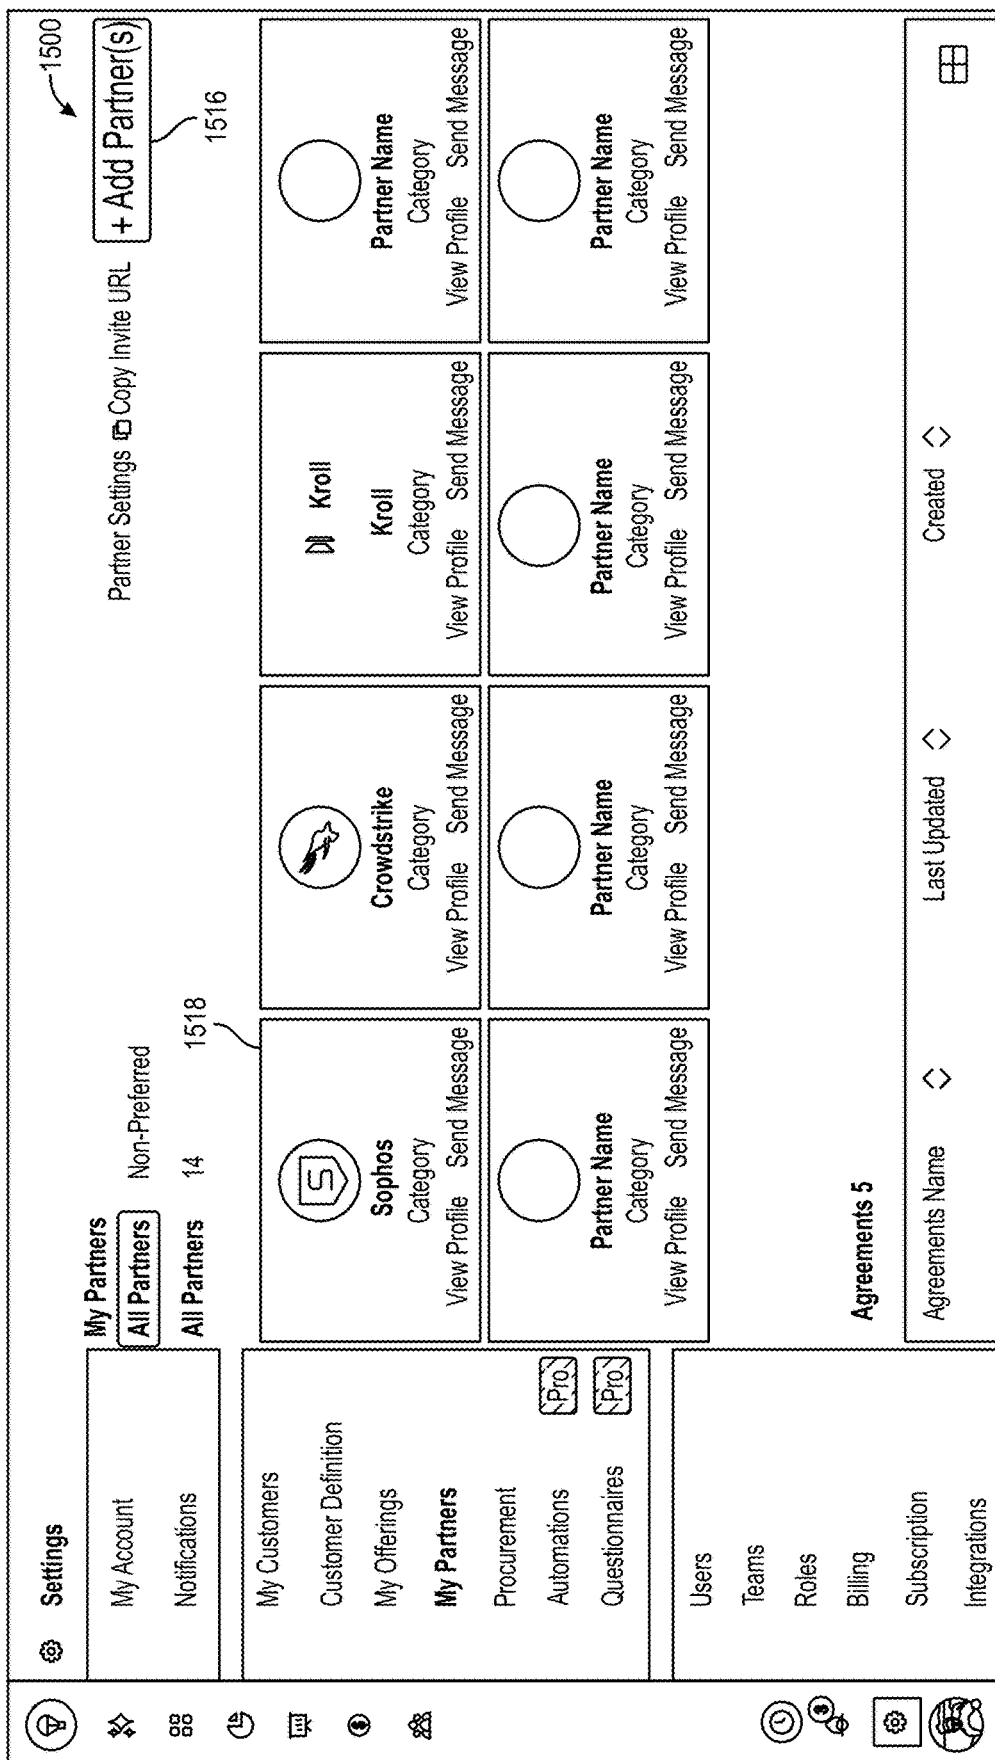 1500
Settings
My Account
Notifications
My Customers
Customer Definition
My Offerings
My Partners
Procurement
Automations Pro
Questionnaires Pro
Users
Teams
Roles
Billing
Subscription
Integrations
My Partners
Partner Settings Copy Invite URL + Add Partner(s)
1516
All Partners Non-Preferred
All Partners 14
1518
S
Sophos
Category
View Profile Send Message
Crowdstrike
Category
View Profile Send Message
Kroll
Kroll
Category
View Profile Send Message
Partner Name
Category
View Profile Send Message
Partner Name
Category
View Profile Send Message
Partner Name
Category
View Profile Send Message
Partner Name
Category
View Profile Send Message
Partner Name
Category
View Profile Send Message
Agreements 5
Agreements Name Last Updated Created